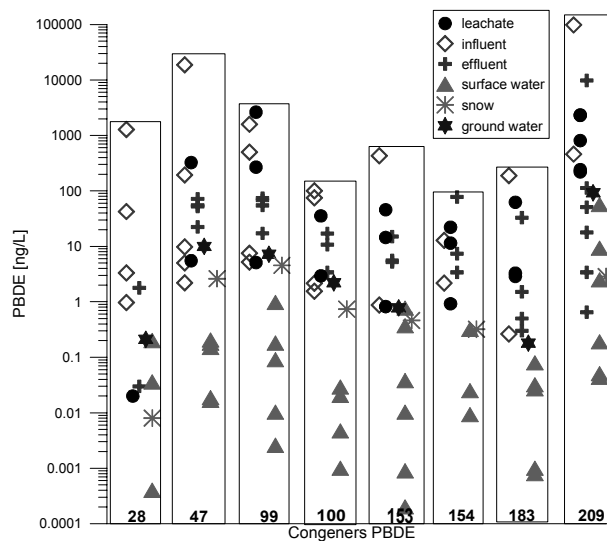 leachate
influent
effluent
surface water
snow
ground water
PBDE [ng/L]
100000
10000
1000
100
10
1
0.1
0.01
0.001
0.0001
28 47 99 100 153 154 183 209
Congeners PBDE